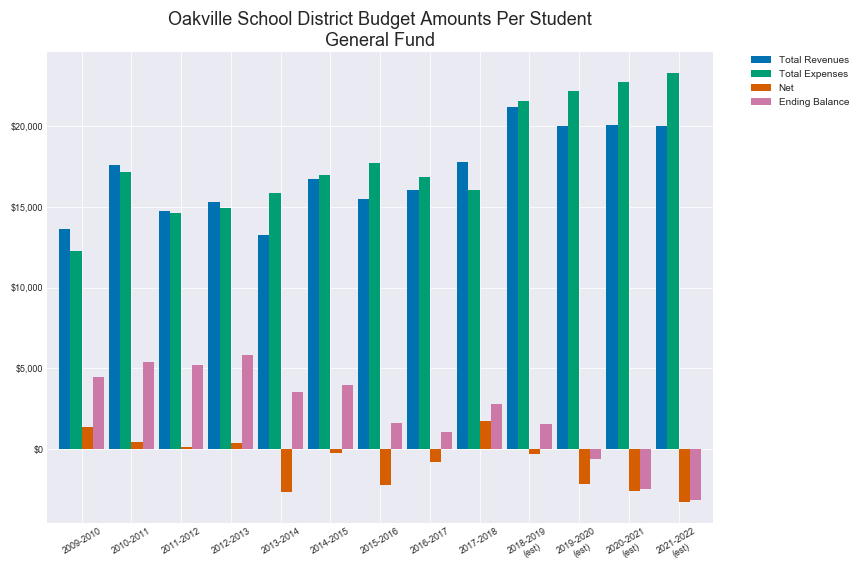 Oakville School District Budget Amounts Per Student
General Fund
Total Revenues
Total Expenses
Net
Ending Balance
$20,000
$15,000
$10,000
$5,000
$0
2009-2010
2010-2011
2011-2012
2012-2013
2013-2014
2014-2015
2015-2016
2016-2017
2017-2018
2018-2019
(est)
2019-2020
(est)
2020-2021
(est)
2021-2022
(est)